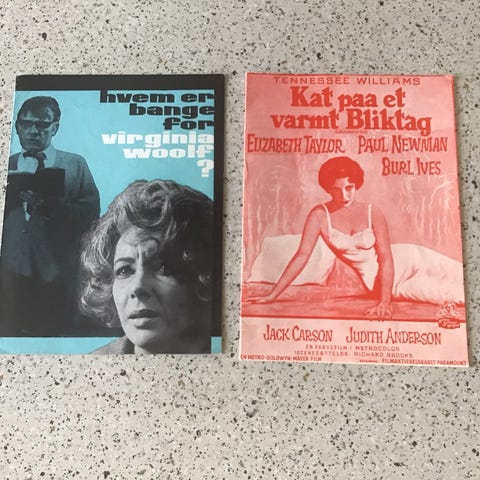 hvem er
bange
for
virginia
woolf
?
TENNESSEE WILLIAMS
Kat paa et
varmt Bliktag
ELIZABETH TAYLOR PAUL NEWMAN
BURL IVES
JACK CARSON JUDITH ANDERSON
EN FARVEFILM I METROCOLOR
ISCENESÆTTELSE: RICHARD BROOKS
EN METRO-GOLDWYN-MAYER FILM
FILMAKTIESELSKABET PARAMOUNT